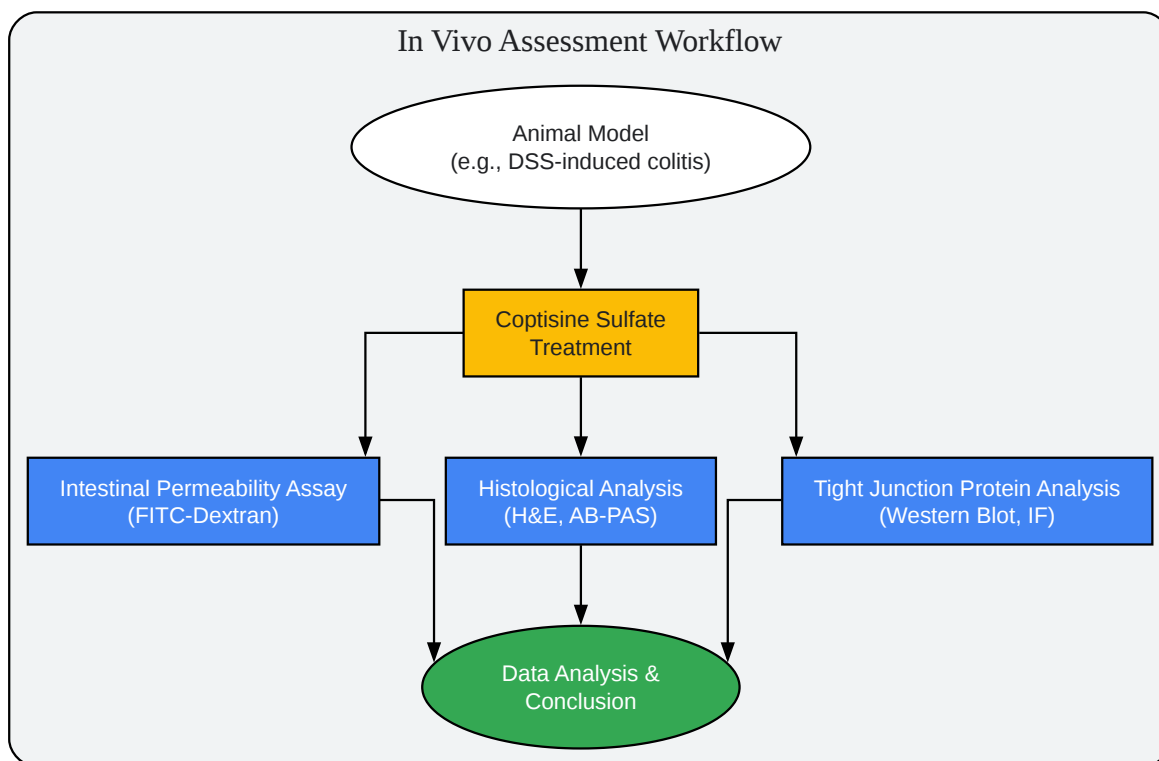 In Vivo Assessment Workflow
Animal Model
(e.g., DSS-induced colitis)
Coptisine Sulfate
Treatment
Intestinal Permeability Assay
(FITC-Dextran)
Histological Analysis
(H&E, AB-PAS)
Tight Junction Protein Analysis
(Western Blot, IF)
Data Analysis &
Conclusion